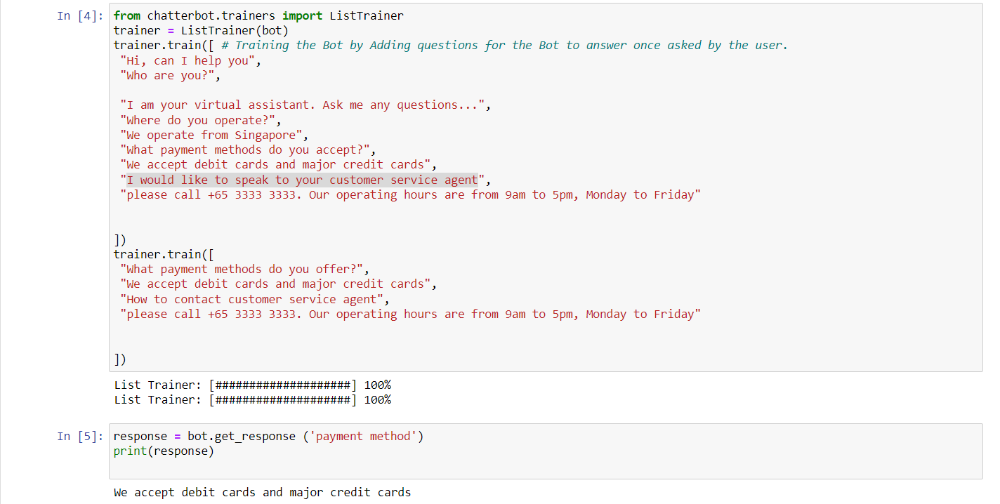 In [4]: from chatterbot.trainers import ListTrainer
trainer = ListTrainer(bot)
trainer.train([ # Training the Bot by Adding questions for the Bot to answer once asked by the user.
"Hi, can I help you",
"Who are you?",
"I am your virtual assistant. Ask me any questions...",
"Where do you operate?",
"We operate from Singapore",
"What payment methods do you accept?",
"We accept debit cards and major credit cards",
"I would like to speak to your customer service agent",
"please call +65 3333 3333. Our operating hours are from 9am to 5pm, Monday to Friday"
])
trainer.train([
"What payment methods do you offer?",
"We accept debit cards and major credit cards",
"How to contact customer service agent",
"please call +65 3333 3333. Our operating hours are from 9am to 5pm, Monday to Friday"
])
List Trainer: [####################] 100%
List Trainer: [####################] 100%
In [5]: response = bot.get_response ('payment method')
print(response)
We accept debit cards and major credit cards